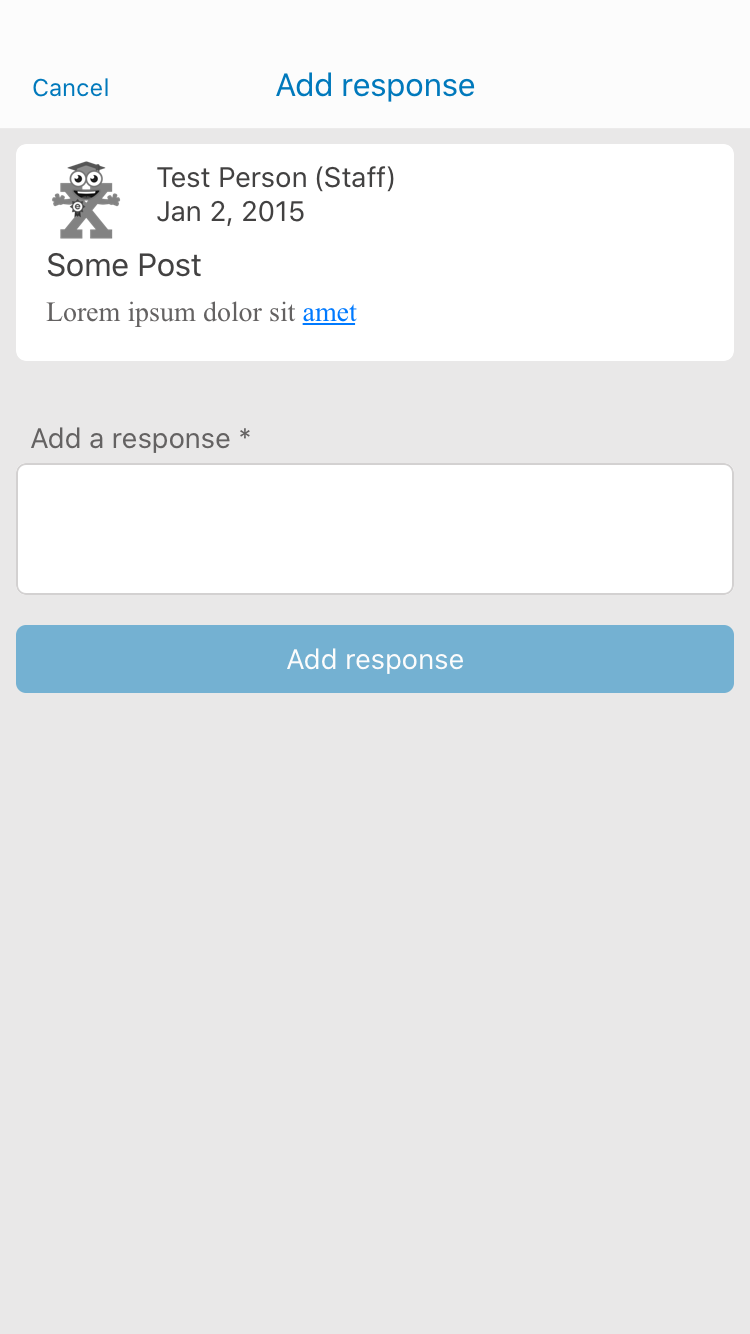 Cancel
Add response
Test Person (Staff)
Jan 2, 2015
Some Post
Lorem ipsum dolor sit amet
Add a response *
Add response